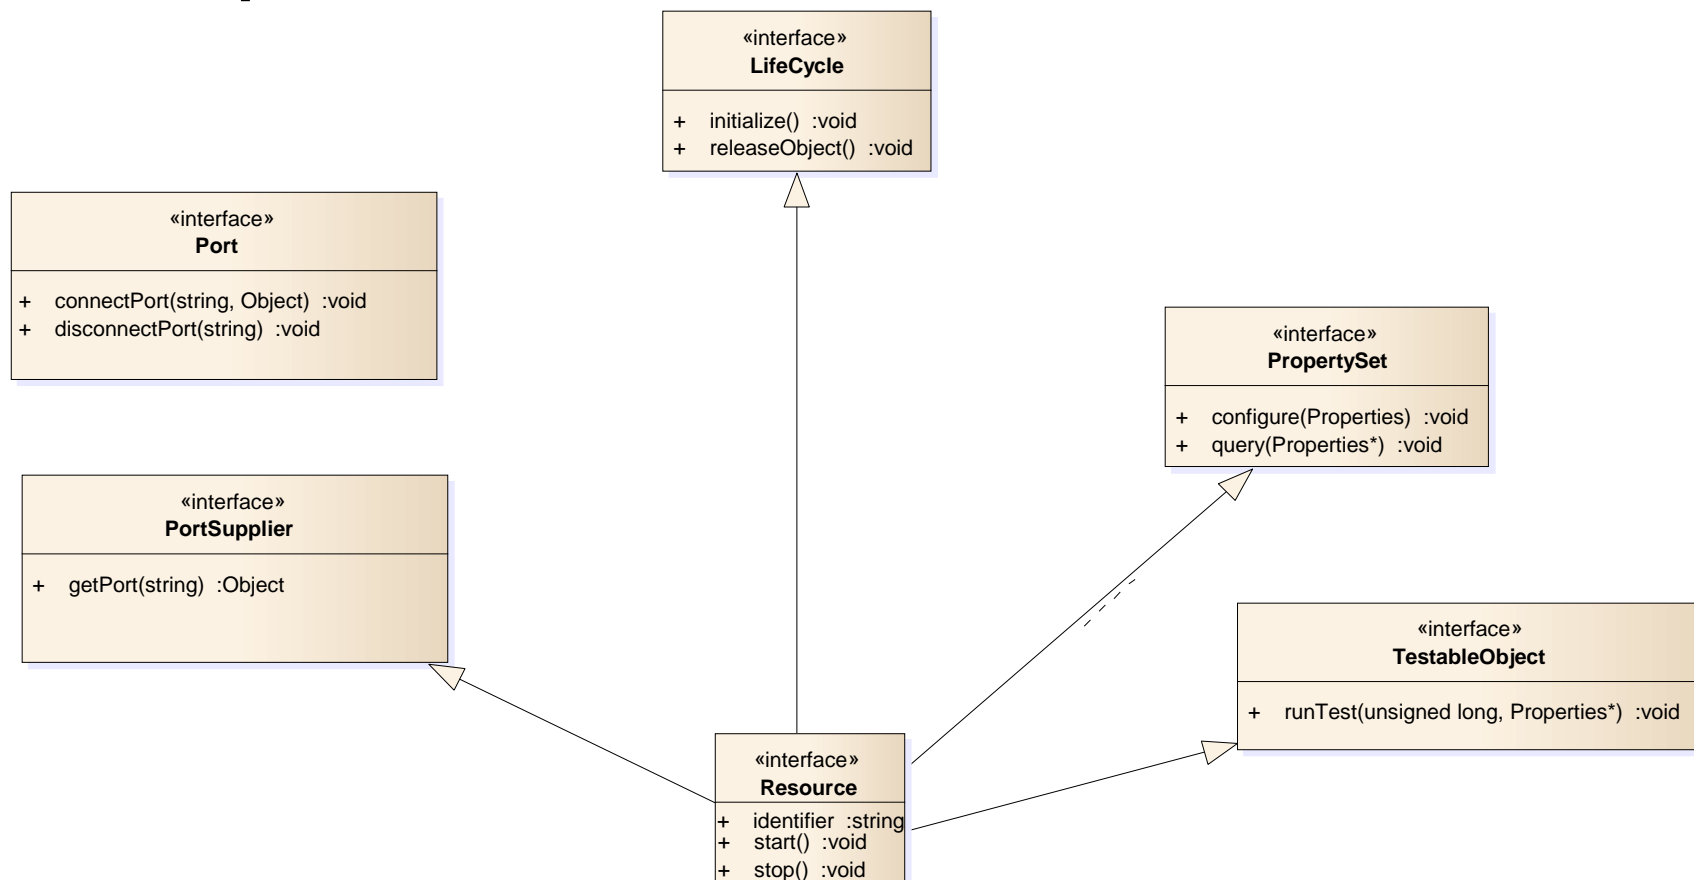 «interface»
LifeCycle
+ initialize() :void
+ releaseObject() :void
«interface»
Port
+ connectPort(string, Object) :void
+ disconnectPort(string) :void
«interface»
PropertySet
+ configure(Properties) :void
+ query(Properties*) :void
«interface»
PortSupplier
+ getPort(string) :Object
«interface»
TestableObject
+ runTest(unsigned long, Properties*) :void
«interface»
Resource
+ identifier :string
+ start() :void
+ stop() :void